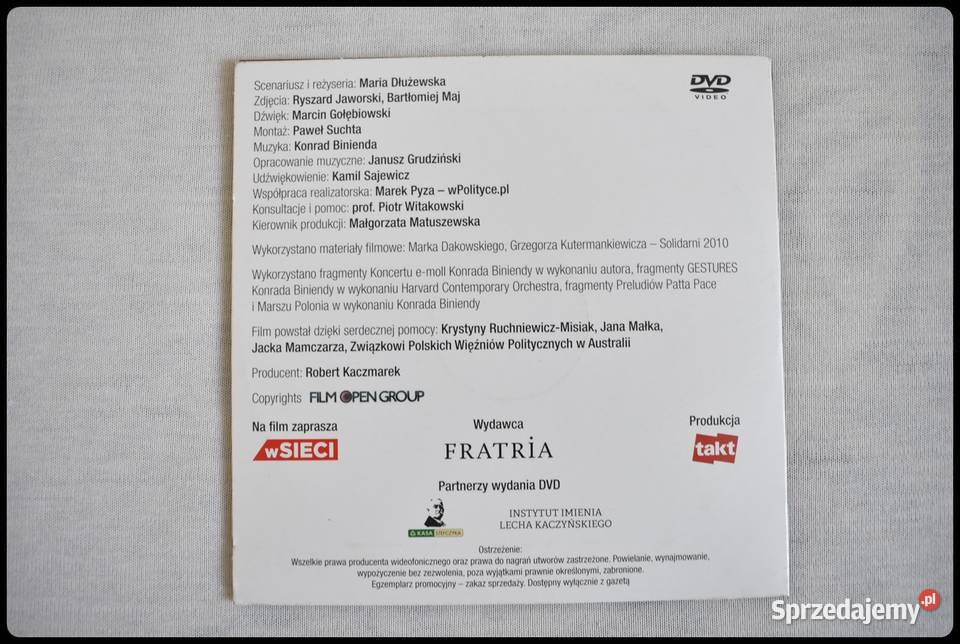 Scenariusz i reżyseria: Maria Dłużewska
DVD
VIDEO
Zdjęcia: Ryszard Jaworski, Bartłomiej Maj
Dźwięk: Marcin Gołębiowski
Montaż: Paweł Suchta
Muzyka: Konrad Binienda
Opracowanie muzyczne: Janusz Grudziński
Udźwiękowienie: Kamil Sajewicz
Współpraca realizatorska: Marek Pyza – wPolityce.pl
Konsultacje i pomoc: prof. Piotr Witakowski
Kierownik produkcji: Małgorzata Matuszewska
Wykorzystano materiały filmowe: Marka Dakowskiego, Grzegorza Kutermankiewicza – Solidarni 2010
Wykorzystano fragmenty Koncertu e-moll Konrada Biniendy w wykonaniu autora, fragmenty GESTURES
Konrada Biniendy w wykonaniu Harvard Contemporary Orchestra, fragmenty Preludiów Patta Pace
i Marszu Polonia w wykonaniu Konrada Biniendy
Film powstał dzięki serdecznej pomocy: Krystyny Ruchniewicz-Misiak, Jana Małka,
Jacka Mamczarza, Związkowi Polskich Więźniów Politycznych w Australii
Producent: Robert Kaczmarek
Copyrights FILM OPEN GROUP
Na film zaprasza
wSIECI
Wydawca
FRATRIA
Produkcja
takt
Partnerzy wydania DVD
KASA STEFCZYKA
INSTYTUT IMIENIA
LECHA KACZYŃSKIEGO
Ostrzeżenie:
Wszelkie prawa producenta wideofonicznego oraz prawa do nagrań utworów zastrzeżone. Powielanie, wynajmowanie,
wypożyczenie bez zezwolenia, poza wyjątkami prawnie określonymi, zabronione.
Egzemplarz promocyjny – zakaz sprzedaży. Dostępny wyłącznie z gazetą
Sprzedajemy.pl